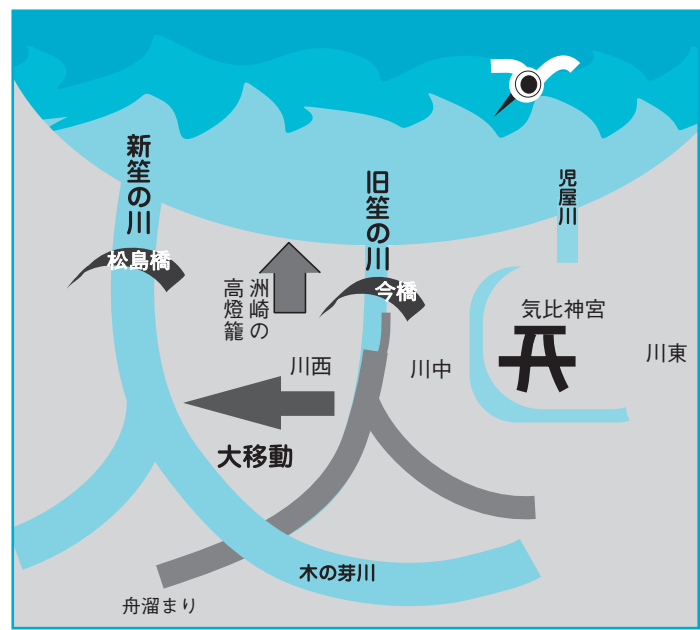 新笙の川
松島橋
旧笙の川
今橋
児屋川
洲崎の
高燈籠
気比神宮
川西
川中
川東
大移動
木の芽川
舟溜まり